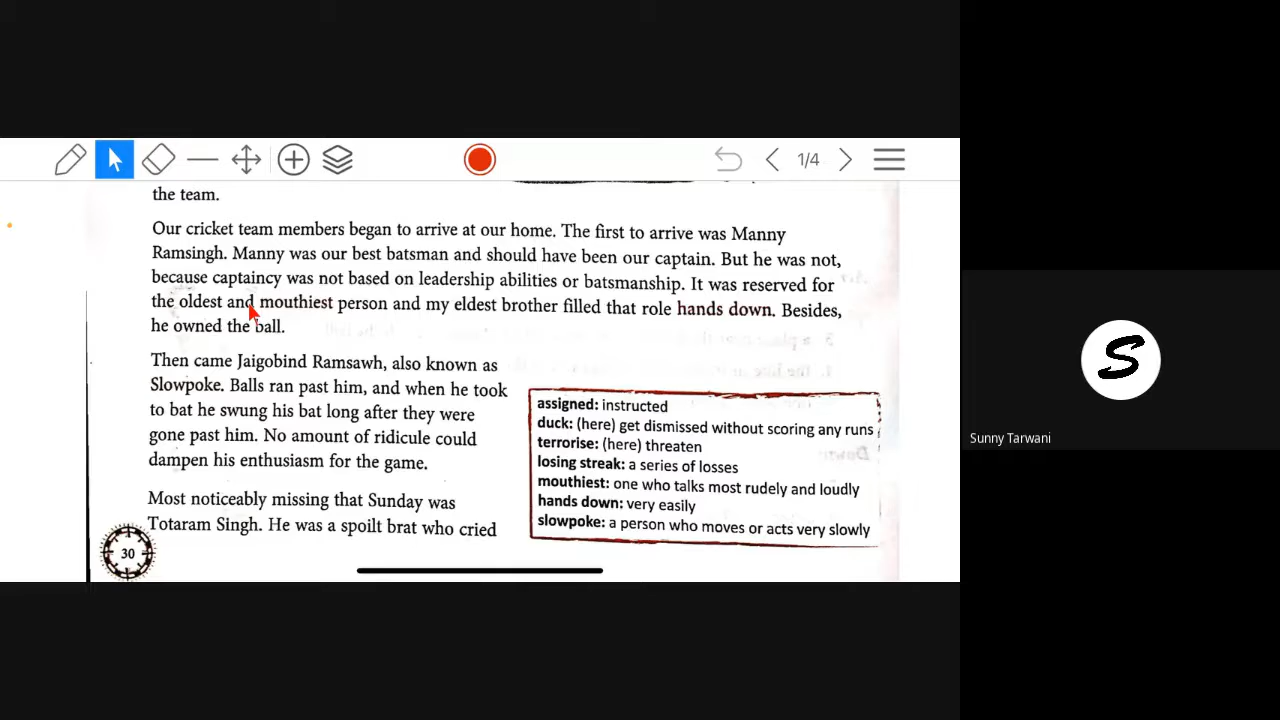 1/4
the team.
Our cricket team members began to arrive at our home. The first to arrive was Manny
Ramsingh. Manny was our best batsman and should have been our captain. But he was not,
because captaincy was not based on leadership abilities or batsmanship. It was reserved for
the oldest and mouthiest person and my eldest brother filled that role hands down. Besides,
he owned the ball.
Then came Jaigobind Ramsawh, also known as
Slowpoke. Balls ran past him, and when he took
to bat he swung his bat long after they were
gone past him. No amount of ridicule could
dampen his enthusiasm for the game.
Most noticeably missing that Sunday was
Totaram Singh. He was a spoilt brat who cried
30
assigned: instructed
duck: (here) get dismissed without scoring any runs
terrorise: (here) threaten
losing streak: a series of losses
mouthiest: one who talks most rudely and loudly
hands down: very easily
slowpoke: a person who moves or acts very slowly
S
Sunny Tarwani